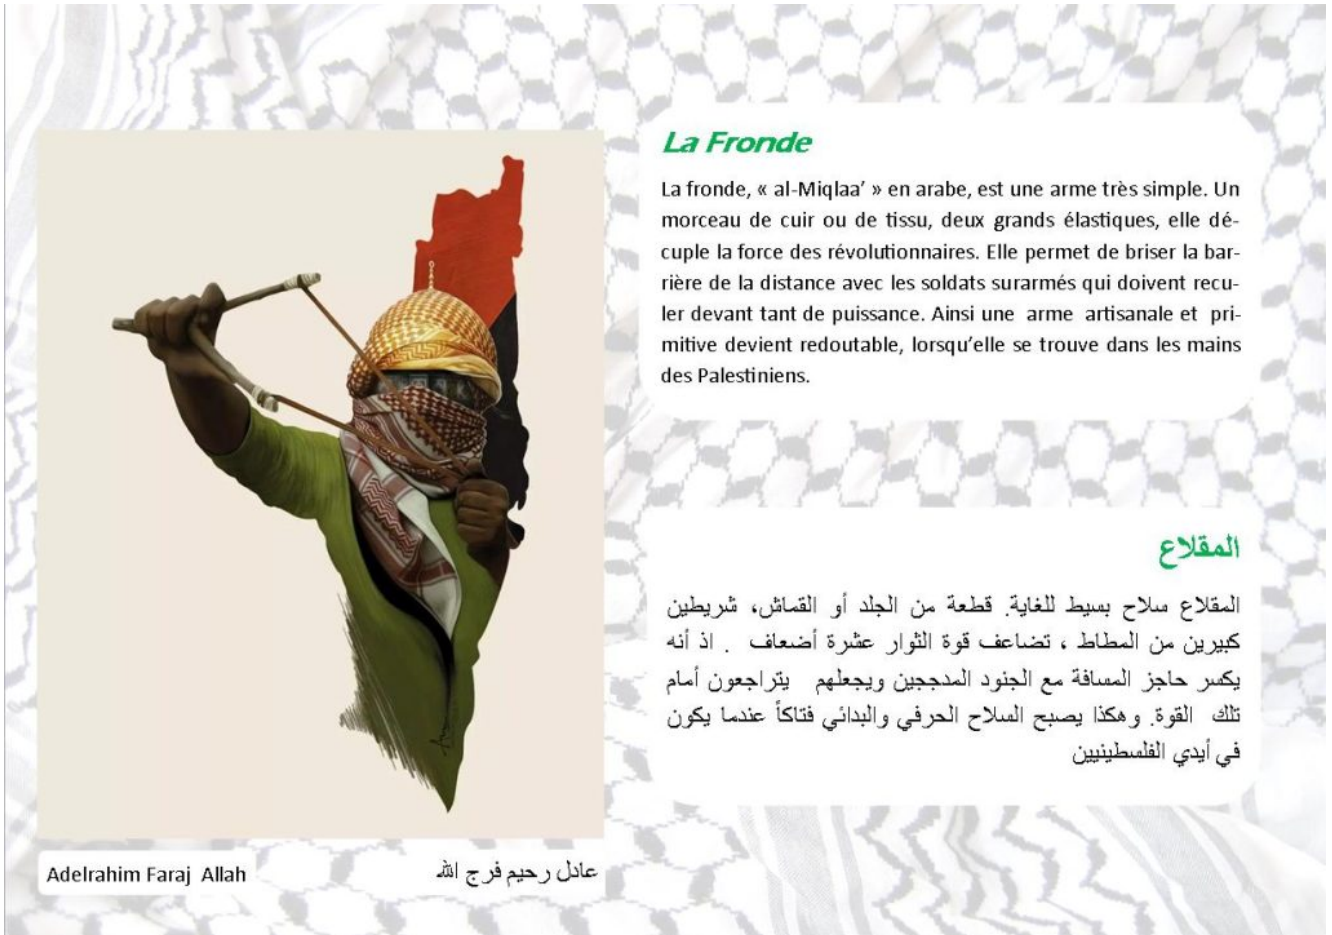 La Fronde
La fronde, « al-Miqlaa’ » en arabe, est une arme très simple. Un
morceau de cuir ou de tissu, deux grands élastiques, elle dé-
cuple la force des révolutionnaires. Elle permet de briser la bar-
rière de la distance avec les soldats surarmés qui doivent recu-
ler devant tant de puissance. Ainsi une arme artisanale et pri-
mitive devient redoutable, lorsqu’elle se trouve dans les mains
des Palestiniens.
المقلاع
المقلاع سلاح بسيط للغاية. قطعة من الجلد أو القماش، شريطين
كبيرين من المطاط ، تضاعف قوة الثوار عشرة أضعاف . اذ أنه
يكسر حاجز المسافة مع الجنود المدججين ويجعلهم يتراجعون أمام
تلك القوة. وهكذا يصبح السلاح الحرفي والبدائي فتاكاً عندما يكون
في أيدي الفلسطينيين
Adelrahim Faraj Allah
عادل رحيم فرج الله